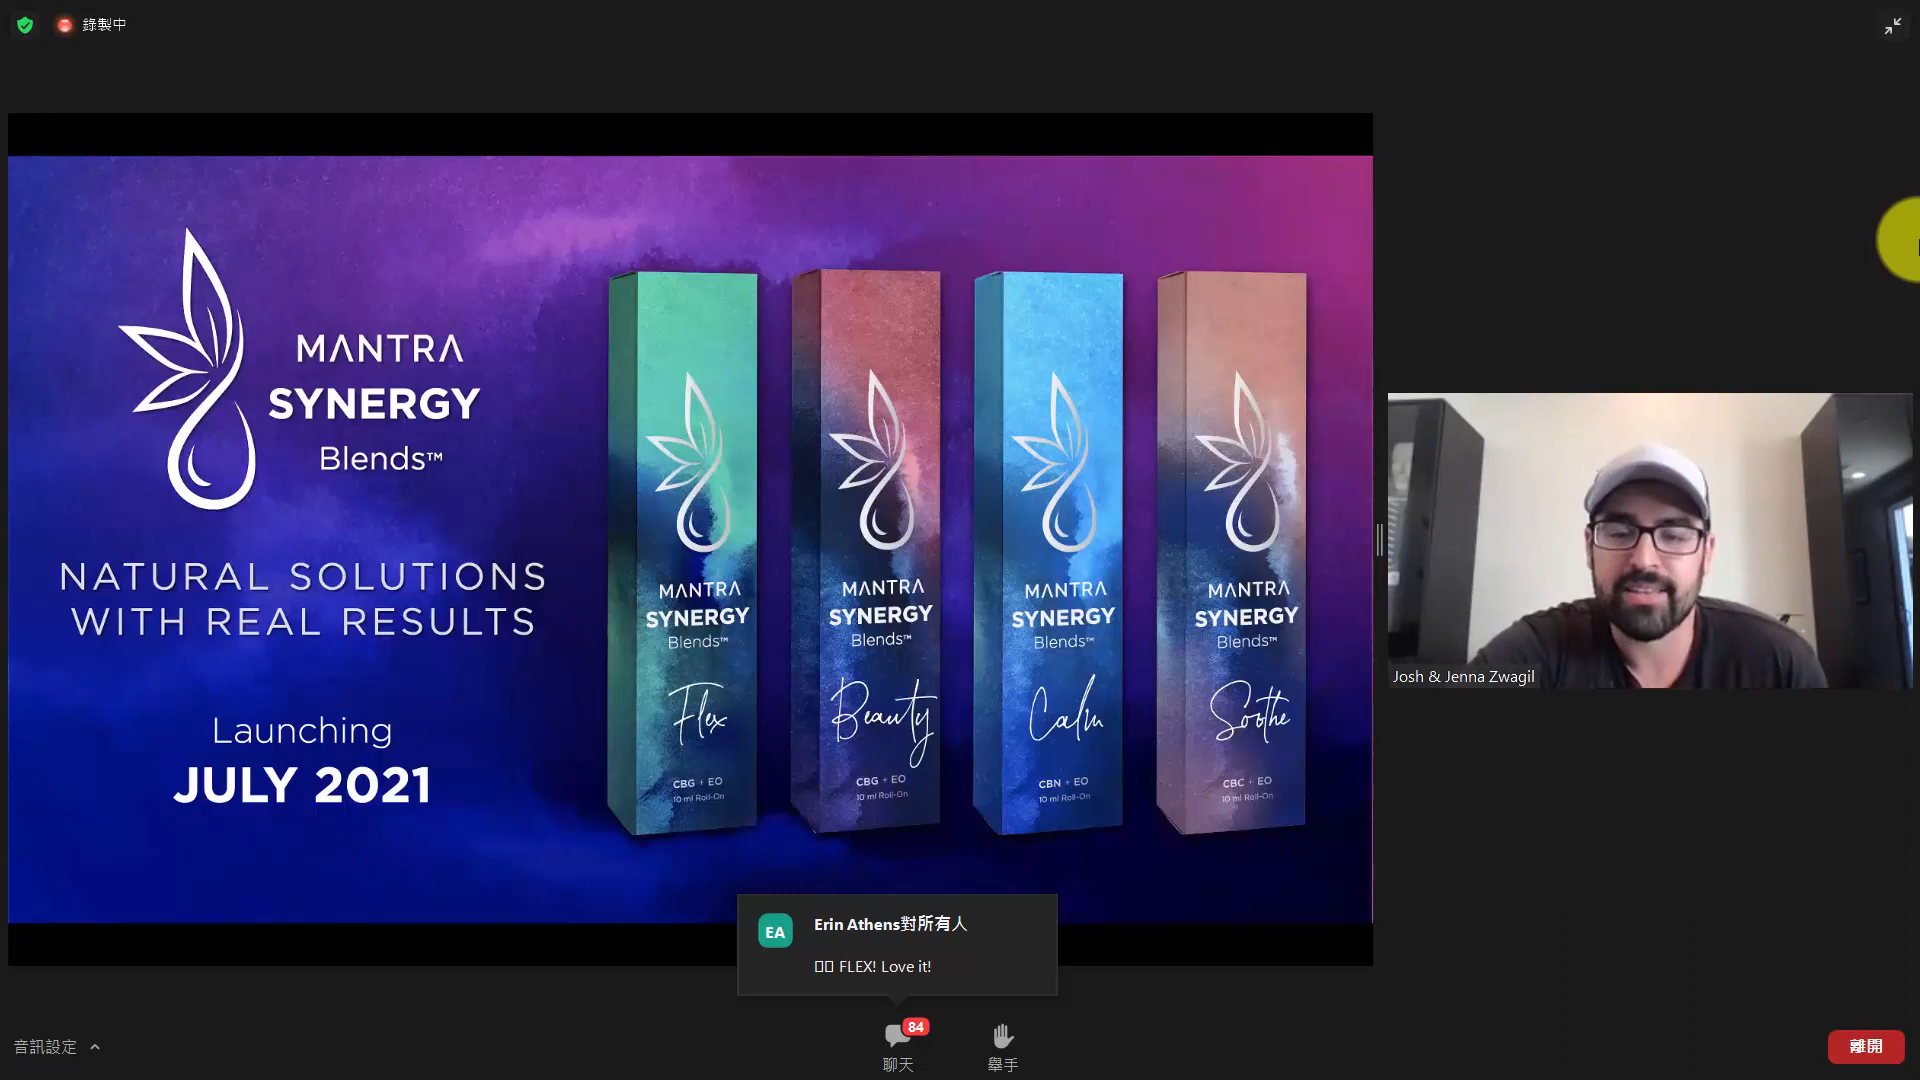 錄製中
MANTRA
SYNERGY
Blends™
NATURAL SOLUTIONS
WITH REAL RESULTS
Launching
JULY 2021
MANTRA
SYNERGY
Blends™
Flex
CBG + EO
10 ml Roll-On
MANTRA
SYNERGY
Blends™
Beauty
CBG + EO
10 ml Roll-On
MANTRA
SYNERGY
Blends™
Calm
CBN + EO
10 ml Roll-On
MANTRA
SYNERGY
Blends™
Soothe
CBC + EO
10 ml Roll-On
Josh & Jenna Zwagil
EA
Erin Athens對所有人
FLEX! Love it!
音訊設定
84
聊天
舉手
離開